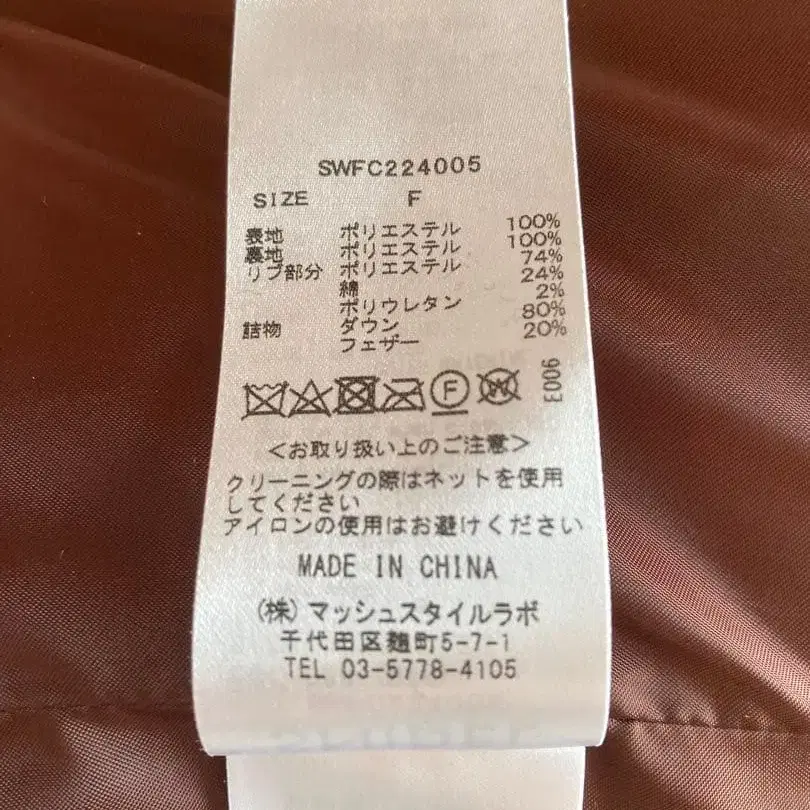 SWFC224005
SIZE F
表地 ポリエステル 100%
裏地 ポリエステル 100%
リブ部分 ポリエステル 74%
綿 24%
ポリウレタン 2%
詰物 ダウン 80%
フェザー 20%
F W
E006
<お取り扱い上のご注意>
クリーニングの際はネットを使用
してください
アイロンの使用はお避けください
MADE IN CHINA
(株)マッシュスタイルラボ
千代田区麹町5-7-1
TEL 03-5778-4105